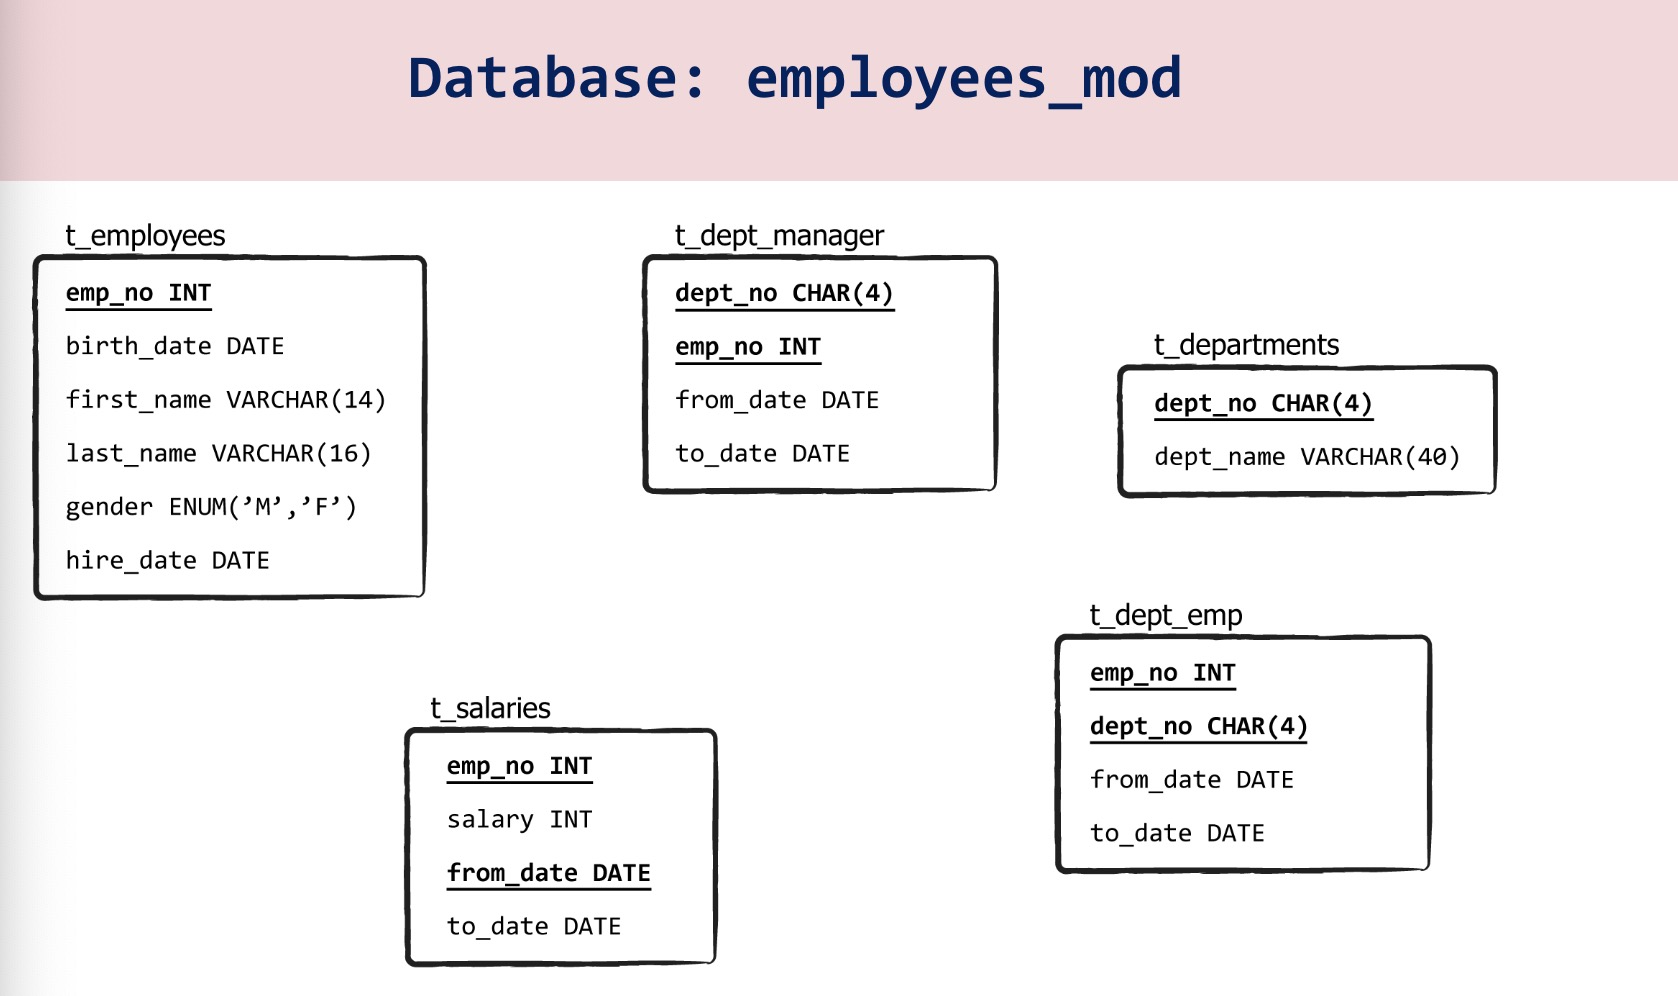 Database: employees_mod
t_employees
emp_no INT
birth_date DATE
first_name VARCHAR(14)
last_name VARCHAR(16)
gender ENUM(’M’,’F’)
hire_date DATE
t_dept_manager
dept_no CHAR(4)
emp_no INT
from_date DATE
to_date DATE
t_departments
dept_no CHAR(4)
dept_name VARCHAR(40)
t_salaries
emp_no INT
salary INT
from_date DATE
to_date DATE
t_dept_emp
emp_no INT
dept_no CHAR(4)
from_date DATE
to_date DATE